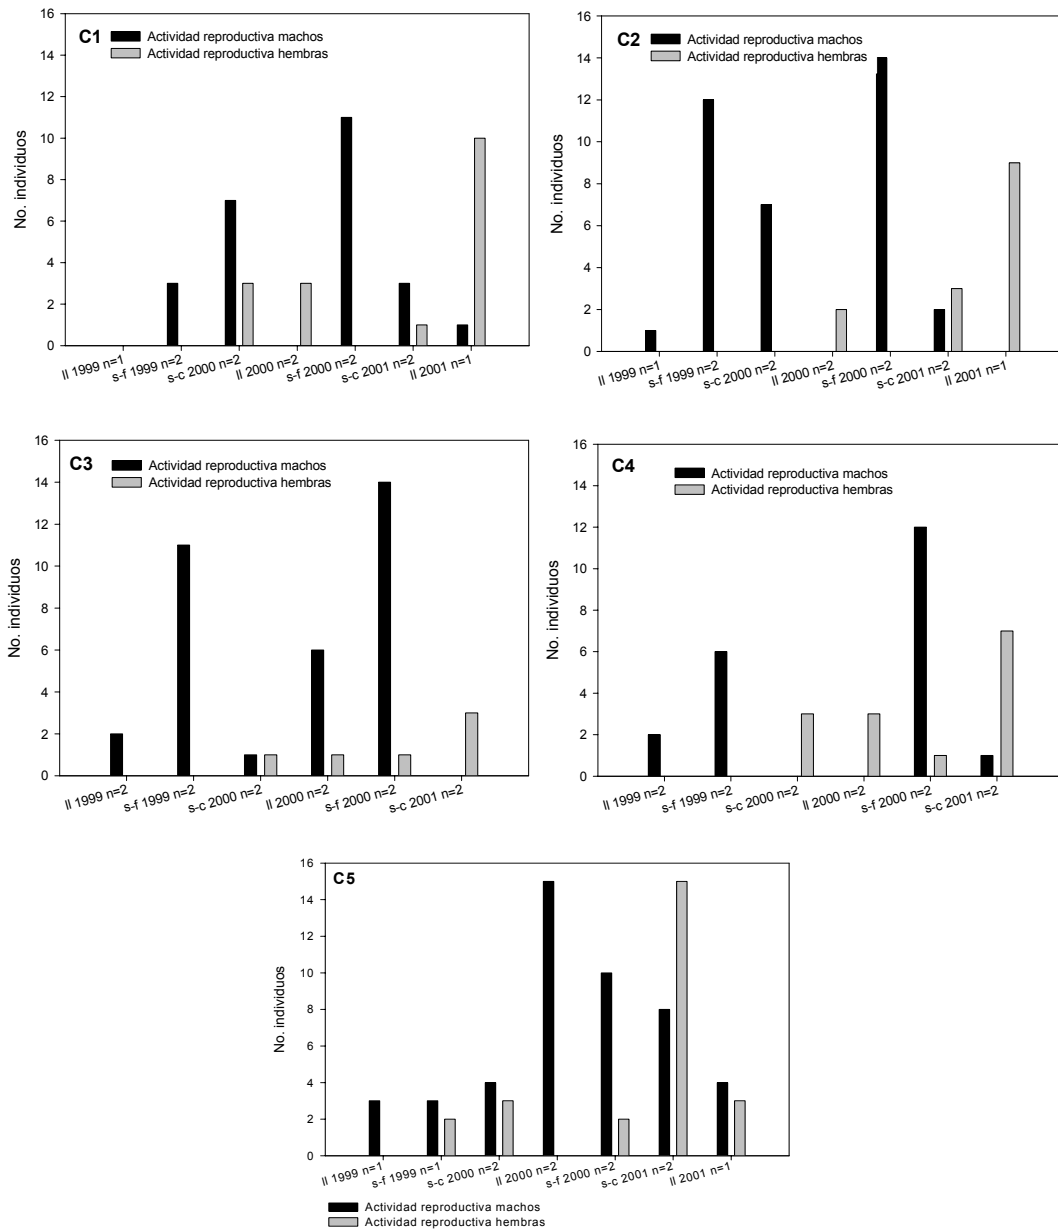 C1
Actividad reproductiva machos
Actividad reproductiva hembras
No. individuos
16
14
12
10
8
6
4
2
0
ll 1999 n=1
s-f 1999 n=2
s-c 2000 n=2
ll 2000 n=2
s-f 2000 n=2
s-c 2001 n=2
ll 2001 n=1
C2
Actividad reproductiva machos
Actividad reproductiva hembras
No. individuos
16
14
12
10
8
6
4
2
0
ll 1999 n=1
s-f 1999 n=2
s-c 2000 n=2
ll 2000 n=2
s-f 2000 n=2
s-c 2001 n=2
ll 2001 n=1
C3
Actividad reproductiva machos
Actividad reproductiva hembras
No. individuos
16
14
12
10
8
6
4
2
0
ll 1999 n=2
s-f 1999 n=2
s-c 2000 n=2
ll 2000 n=2
s-f 2000 n=2
s-c 2001 n=2
C4
Actividad reproductiva machos
Actividad reproductiva hembras
No. individuos
16
14
12
10
8
6
4
2
0
ll 1999 n=2
s-f 1999 n=2
s-c 2000 n=2
ll 2000 n=2
s-f 2000 n=2
s-c 2001 n=2
C5
No. individuos
16
14
12
10
8
6
4
2
0
ll 1999 n=1
s-f 1999 n=1
s-c 2000 n=2
ll 2000 n=2
s-f 2000 n=2
s-c 2001 n=2
ll 2001 n=1
Actividad reproductiva machos
Actividad reproductiva hembras